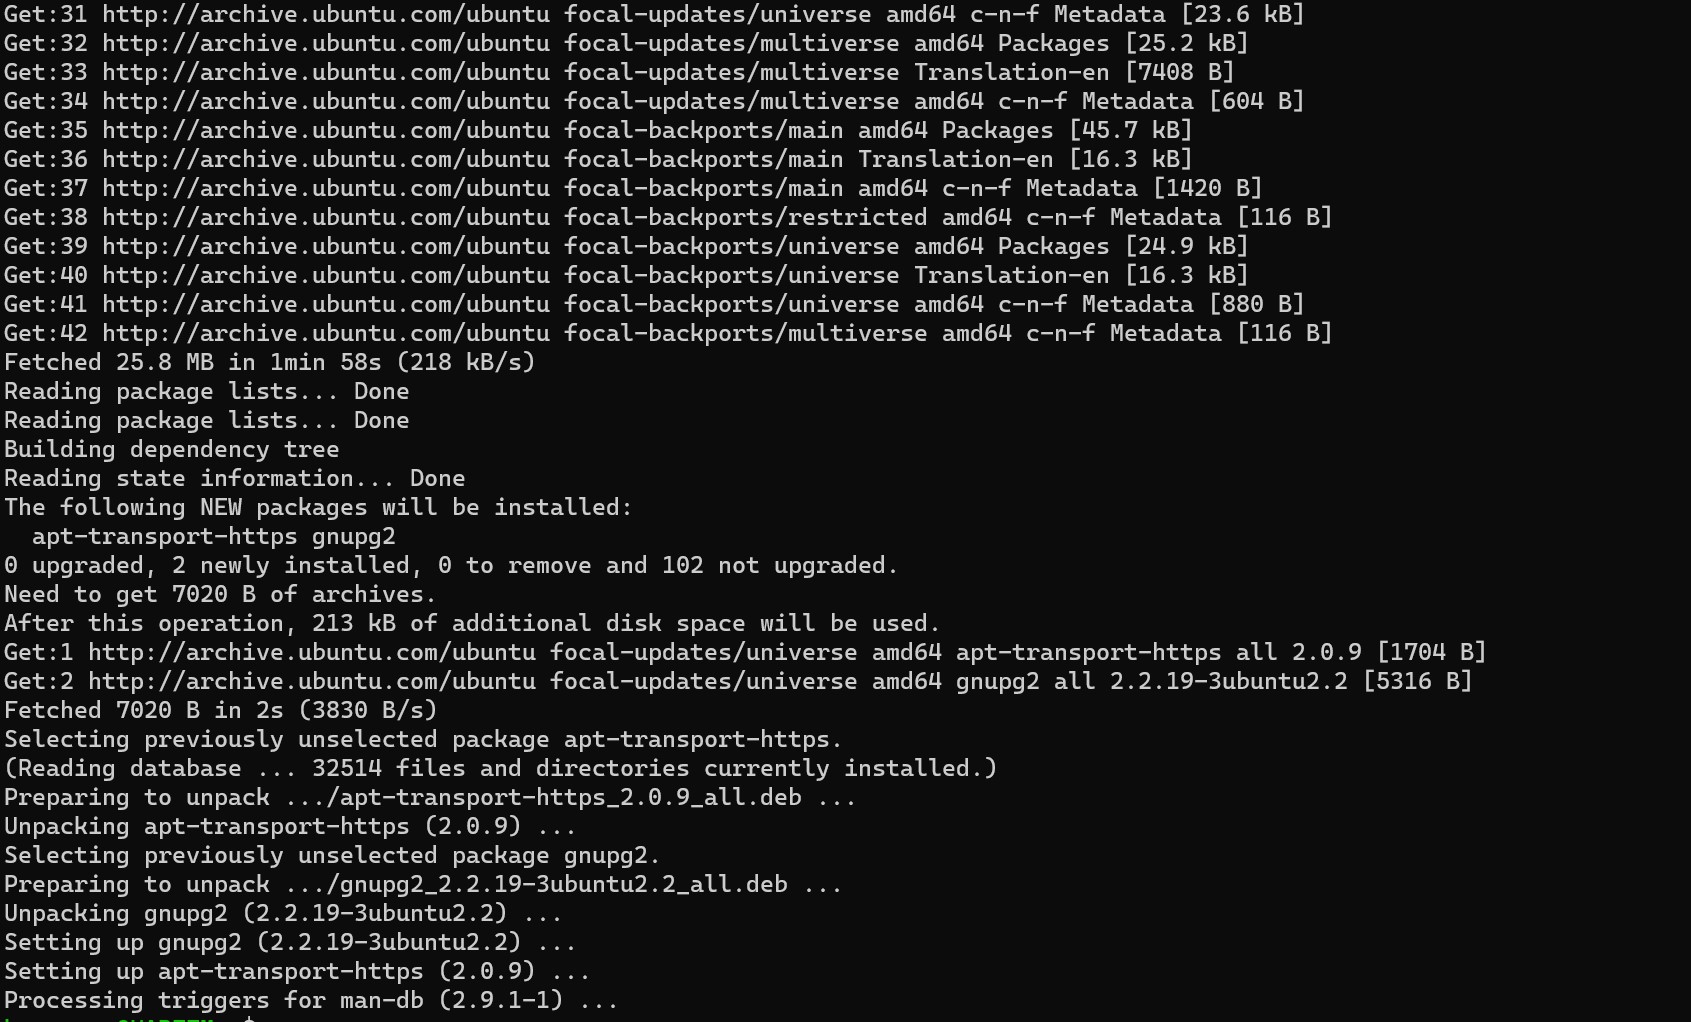 Get:31 http://archive.ubuntu.com/ubuntu focal-updates/universe amd64 c-n-f Metadata [23.6 kB]
Get:32 http://archive.ubuntu.com/ubuntu focal-updates/multiverse amd64 Packages [25.2 kB]
Get:33 http://archive.ubuntu.com/ubuntu focal-updates/multiverse Translation-en [7408 B]
Get:34 http://archive.ubuntu.com/ubuntu focal-updates/multiverse amd64 c-n-f Metadata [604 B]
Get:35 http://archive.ubuntu.com/ubuntu focal-backports/main amd64 Packages [45.7 kB]
Get:36 http://archive.ubuntu.com/ubuntu focal-backports/main Translation-en [16.3 kB]
Get:37 http://archive.ubuntu.com/ubuntu focal-backports/main amd64 c-n-f Metadata [1420 B]
Get:38 http://archive.ubuntu.com/ubuntu focal-backports/restricted amd64 c-n-f Metadata [116 B]
Get:39 http://archive.ubuntu.com/ubuntu focal-backports/universe amd64 Packages [24.9 kB]
Get:40 http://archive.ubuntu.com/ubuntu focal-backports/universe Translation-en [16.3 kB]
Get:41 http://archive.ubuntu.com/ubuntu focal-backports/universe amd64 c-n-f Metadata [880 B]
Get:42 http://archive.ubuntu.com/ubuntu focal-backports/multiverse amd64 c-n-f Metadata [116 B]
Fetched 25.8 MB in 1min 58s (218 kB/s)
Reading package lists... Done
Reading package lists... Done
Building dependency tree
Reading state information... Done
The following NEW packages will be installed:
  apt-transport-https gnupg2
0 upgraded, 2 newly installed, 0 to remove and 102 not upgraded.
Need to get 7020 B of archives.
After this operation, 213 kB of additional disk space will be used.
Get:1 http://archive.ubuntu.com/ubuntu focal-updates/universe amd64 apt-transport-https all 2.0.9 [1704 B]
Get:2 http://archive.ubuntu.com/ubuntu focal-updates/universe amd64 gnupg2 all 2.2.19-3ubuntu2.2 [5316 B]
Fetched 7020 B in 2s (3830 B/s)
Selecting previously unselected package apt-transport-https.
(Reading database ... 32514 files and directories currently installed.)
Preparing to unpack .../apt-transport-https_2.0.9_all.deb ...
Unpacking apt-transport-https (2.0.9) ...
Selecting previously unselected package gnupg2.
Preparing to unpack .../gnupg2_2.2.19-3ubuntu2.2_all.deb ...
Unpacking gnupg2 (2.2.19-3ubuntu2.2) ...
Setting up gnupg2 (2.2.19-3ubuntu2.2) ...
Setting up apt-transport-https (2.0.9) ...
Processing triggers for man-db (2.9.1-1) ...